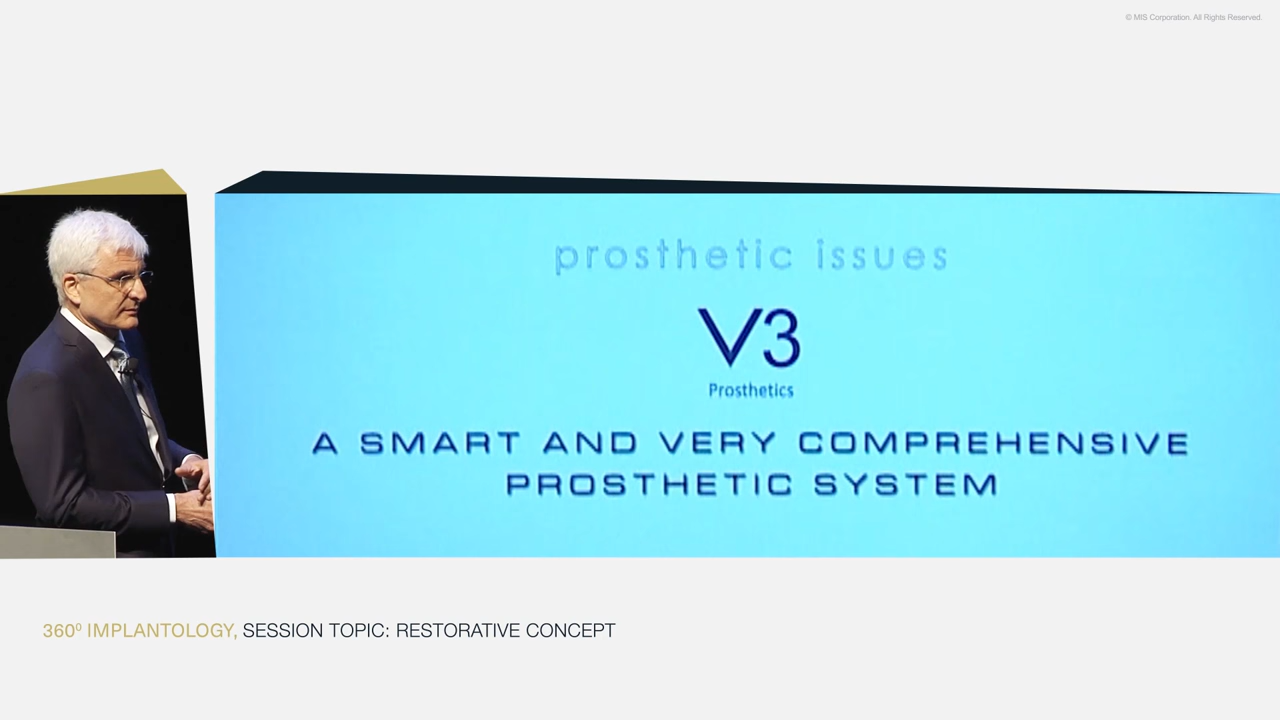 © MIS Corporation. All Rights Reserved.
prosthetic issues
V3
Prosthetics
A SMART AND VERY COMPREHENSIVE
PROSTHETIC SYSTEM
360⁰ IMPLANTOLOGY, SESSION TOPIC: RESTORATIVE CONCEPT